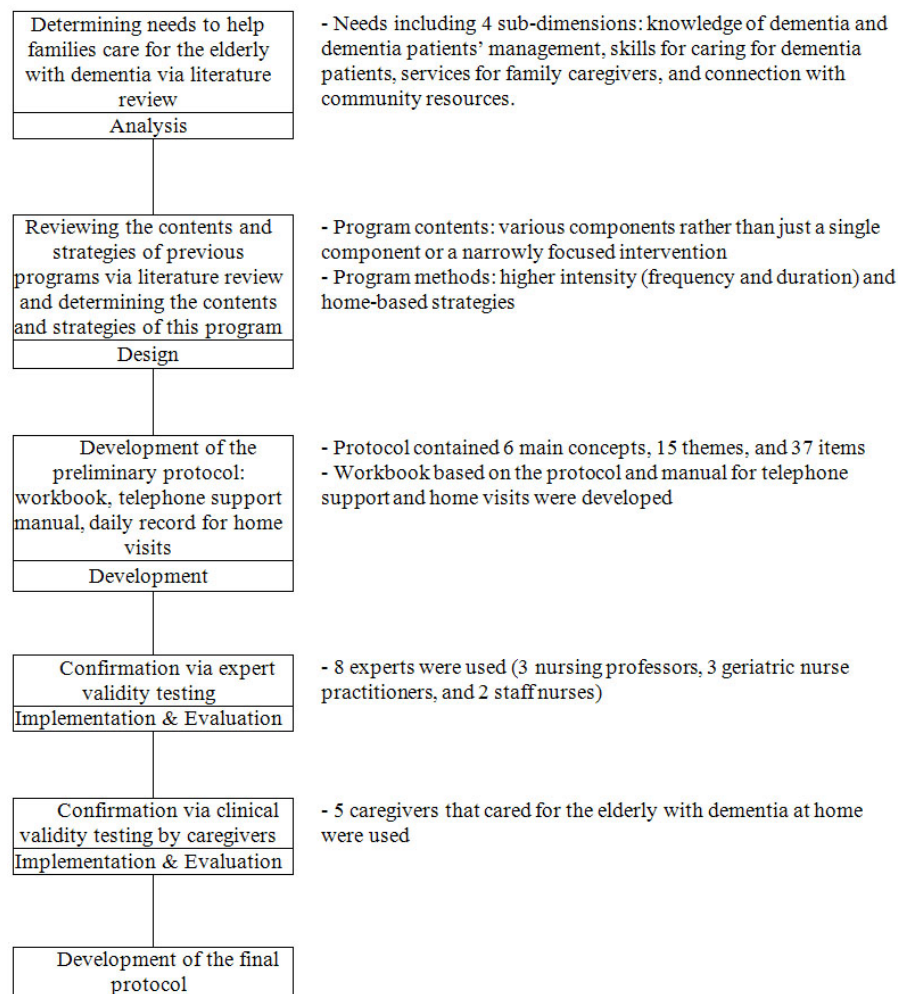 Determining needs to help
families care for the elderly
with dementia via literature
review
Analysis
- Needs including 4 sub-dimensions: knowledge of dementia and
dementia patients’ management, skills for caring for dementia
patients, services for family caregivers, and connection with
community resources.
Reviewing the contents and
strategies of previous
programs via literature review
and determining the contents
and strategies of this program
Design
- Program contents: various components rather than just a single
component or a narrowly focused intervention
- Program methods: higher intensity (frequency and duration) and
home-based strategies
Development of the
preliminary protocol:
workbook, telephone support
manual, daily record for home
visits
Development
- Protocol contained 6 main concepts, 15 themes, and 37 items
- Workbook based on the protocol and manual for telephone
support and home visits were developed
Confirmation via expert
validity testing
Implementation & Evaluation
- 8 experts were used (3 nursing professors, 3 geriatric nurse
practitioners, and 2 staff nurses)
Confirmation via clinical
validity testing by caregivers
Implementation & Evaluation
- 5 caregivers that cared for the elderly with dementia at home
were used
Development of the final
protocol